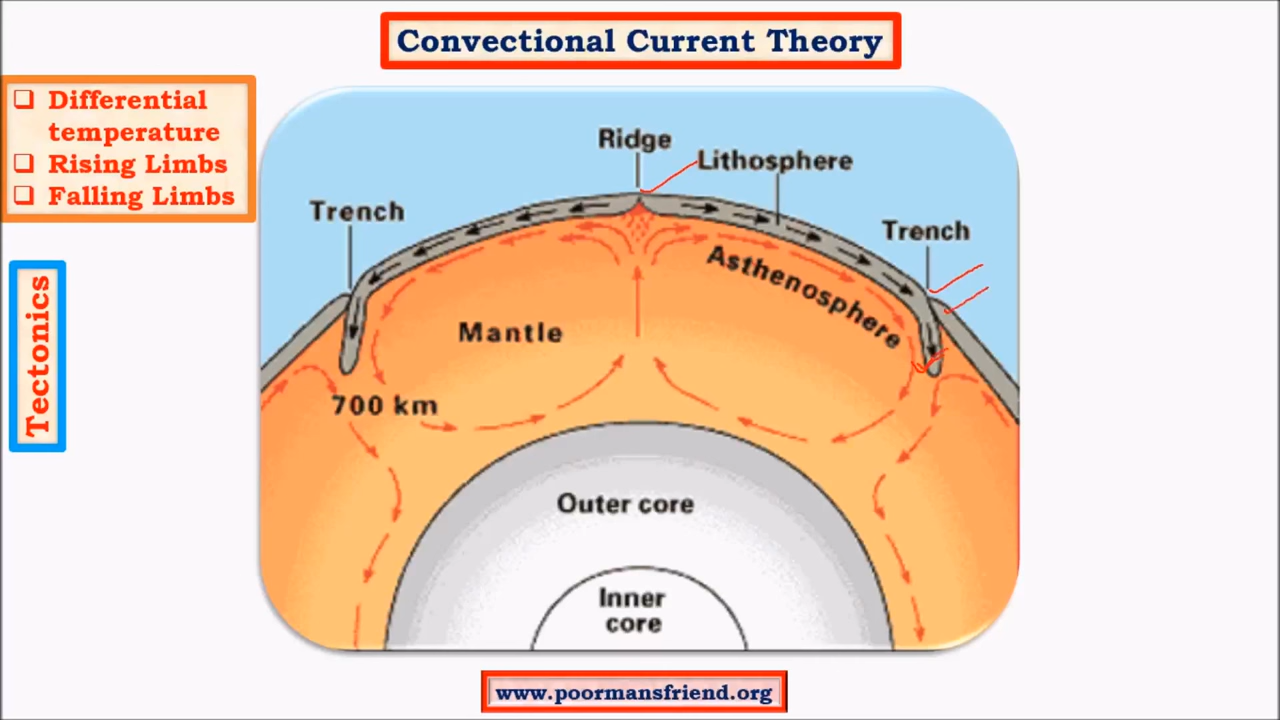 Convectional Current Theory
Differential
temperature
Rising Limbs
Falling Limbs
Tectonics
Ridge
Lithosphere
Trench
Trench
Asthenosphere
Mantle
700 km
Outer core
Inner
core
www.poormansfriend.org